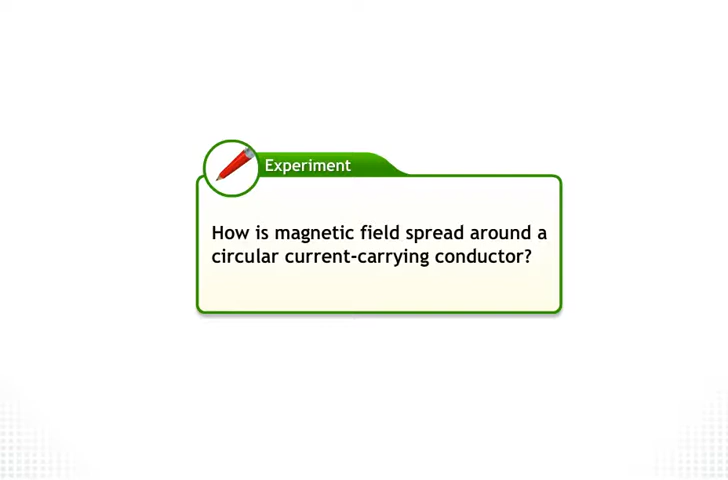 Experiment
How is magnetic field spread around a
circular current-carrying conductor?